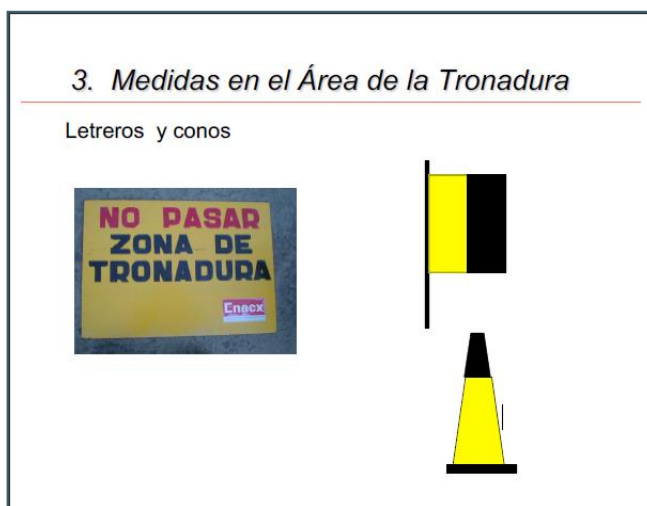 3. Medidas en el Área de la Tronadura
Letreros y conos
NO PASAR
ZONA DE
TRONADURA
Enaex